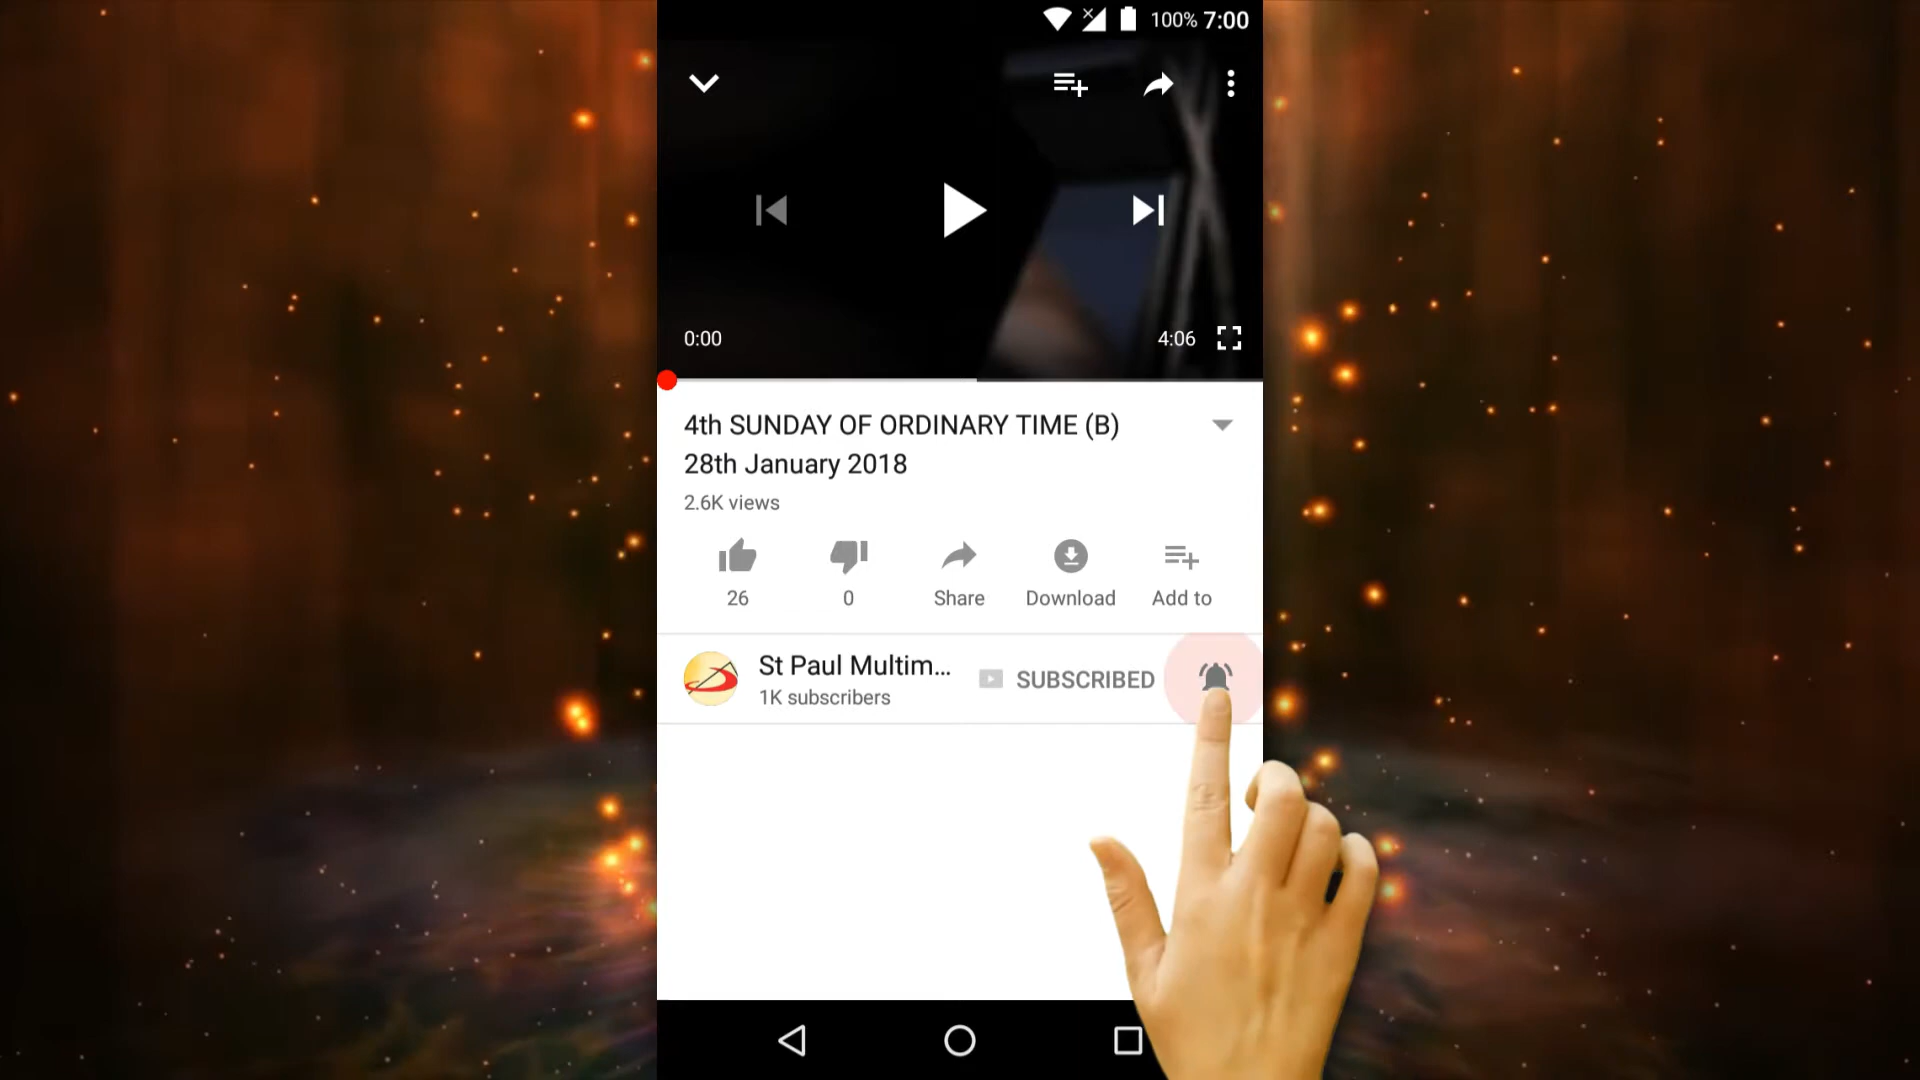 100% 7:00
0:00
4:06
4th SUNDAY OF ORDINARY TIME (B)
28th January 2018
2.6K views
26
0
Share
Download
Add to
St Paul Multim...
SUBSCRIBED
1K subscribers